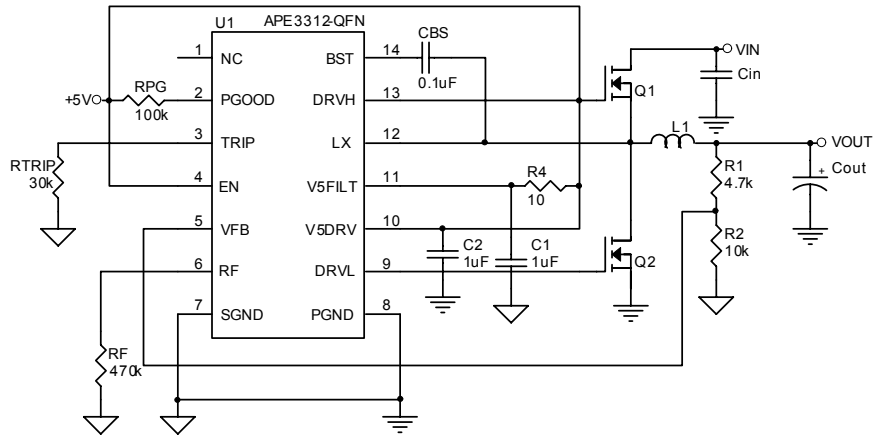 U1
APE3312-QFN
CBS
0.1uF
1
NC
BST
14
VIN
Cin
Q1
+5V
RPG
100k
2
PGOOD
DRVH
13
3
TRIP
LX
12
L1
VOUT
RTRIP
30k
R1
4.7k
Cout
+
4
EN
V5FILT
11
R4
10
5
VFB
V5DRV
10
R2
10k
C2
1uF
C1
1uF
Q2
6
RF
DRVL
9
7
SGND
PGND
8
RF
470k